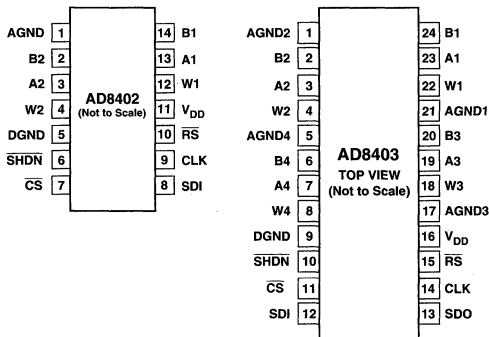 AGND 1 14 B1
B2 2 13 A1
A2 3 12 W1
AD8402
(Not to Scale)
W2 4 11 VDD
DGND 5 10 RS
SHDN 6 9 CLK
CS 7 8 SDI
AGND2 1 24 B1
B2 2 23 A1
A2 3 22 W1
W2 4 21 AGND1
AGND4 5 20 B3
AD8403
TOP VIEW
(Not to Scale)
B4 6 19 A3
A4 7 18 W3
W4 8 17 AGND3
DGND 9 16 VDD
SHDN 10 15 RS
CS 11 14 CLK
SDI 12 13 SDO